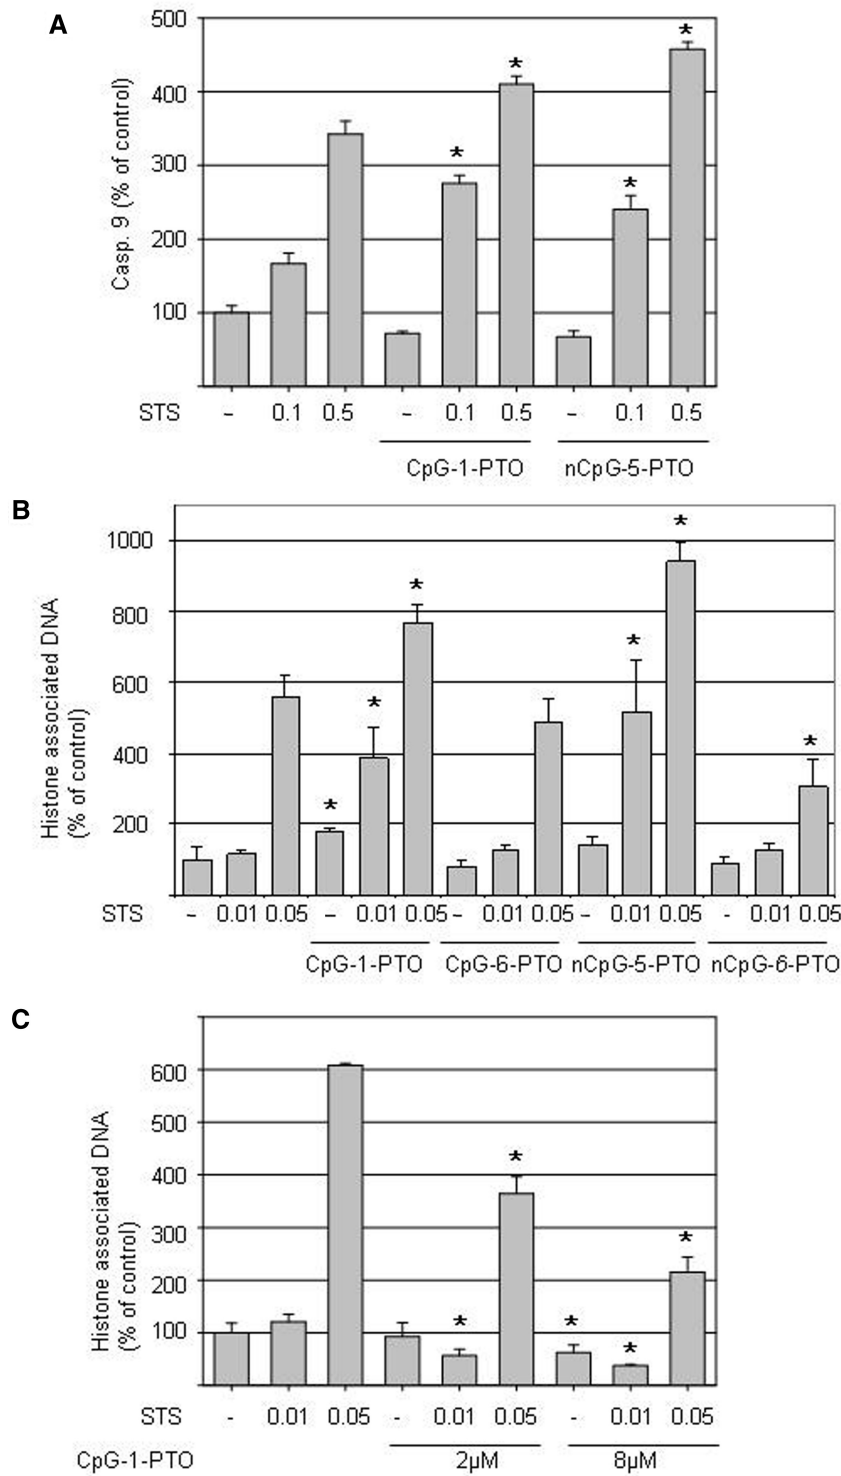 A
500
400
300
200
100
Casp. 9 (% of control)
* * * *
STS – 0.1 0.5 – 0.1 0.5 – 0.1 0.5
CpG-1-PTO nCpG-5-PTO
B
1000
800
600
400
200
Histone associated DNA
(% of control)
* * * * * *
STS – 0.01 0.05 – 0.01 0.05 – 0.01 0.05 – 0.01 0.05 - 0.01 0.05
CpG-1-PTO CpG-6-PTO nCpG-5-PTO nCpG-6-PTO
C
600
500
400
300
200
100
Histone associated DNA
(% of control)
* * * * *
STS - 0.01 0.05 - 0.01 0.05 - 0.01 0.05
CpG-1-PTO 2µM 8µM